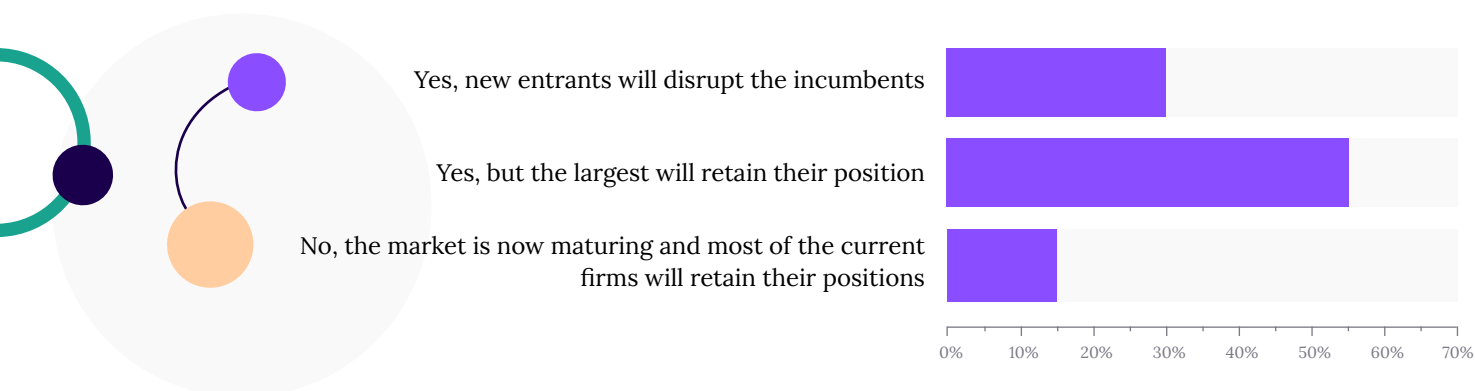 Yes, new entrants will disrupt the incumbents
Yes, but the largest will retain their position
No, the market is now maturing and most of the current
firms will retain their positions
0% 10% 20% 30% 40% 50% 60% 70%